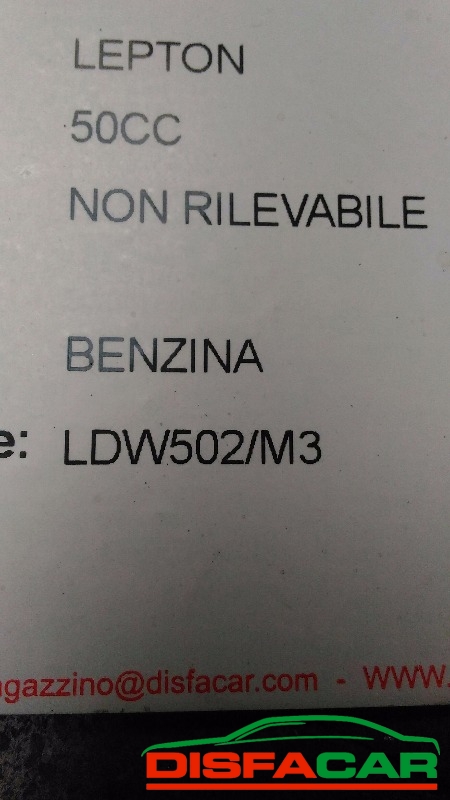 LEPTON
50CC
NON RILEVABILE
BENZINA
e: LDW502/M3
gazzino@disfacar.com - WWW.
DISFACAR